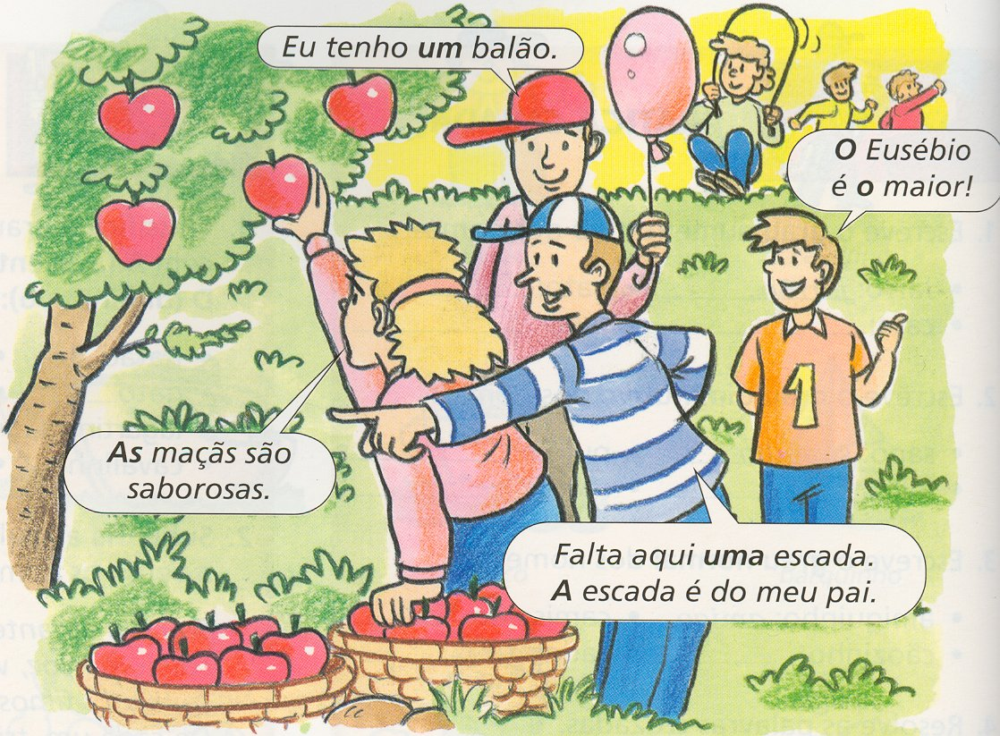 Eu tenho um balão.
O Eusébio
é o maior!
As maçãs são
saborosas.
Falta aqui uma escada.
A escada é do meu pai.
1